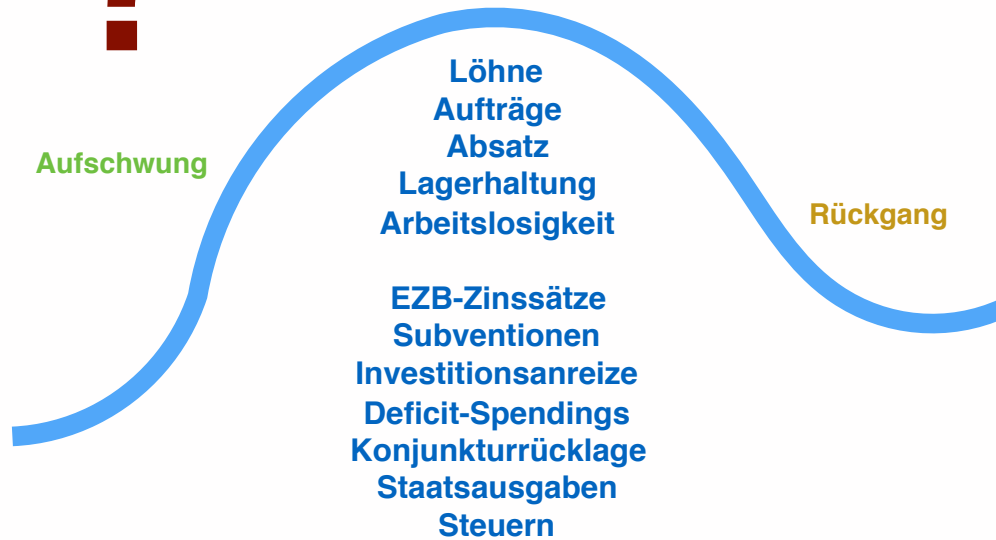 Löhne
Aufträge
Absatz
Aufschwung
Lagerhaltung
Rückgang
Arbeitslosigkeit
EZB-Zinssätze
Subventionen
Investitionsanreize
Deficit-Spendings
Konjunkturrücklage
Staatsausgaben
Steuern